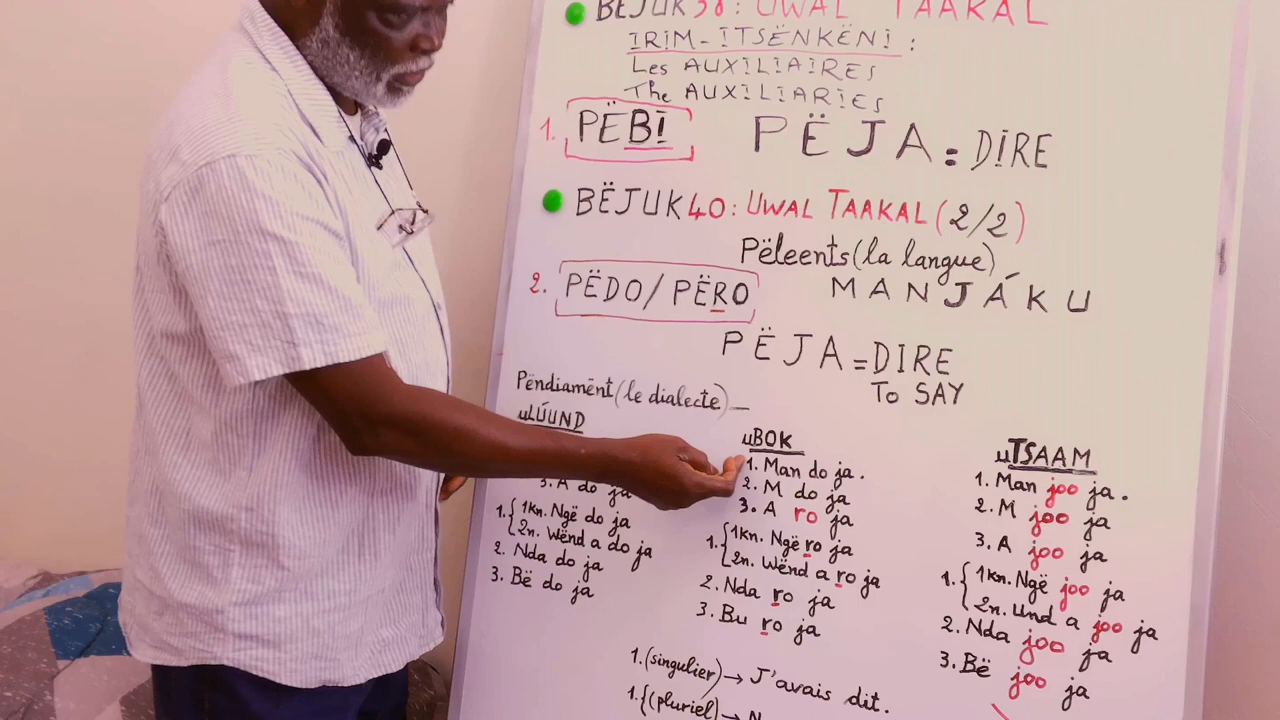 BËJUK 38: UWAL TAAKAL
IRIM-ITSËNKËNI :
Les AUXILIAIRES
The AUXILIARIES
1. PËBI PËJA = DIRE
BËJUK 40: UWAL TAAKAL (2/2)
Pëleents (la langue)
MANJÁKU
2. PËDO/PËRO
PËJA = DIRE
TO SAY
Pëndiamënt (le dialecte)
uLÚUND
3. A do ja
1.{ 1kn. Ngë do ja
2n. Wënd a do ja
2. Nda do ja
3. Bë do ja
uBOK
1. Man do ja.
2. M do ja
3. A ro ja
1.{ 1kn. Ngë ro ja
2n. Wënd a ro ja
2. Nda ro ja
3. Bu ro ja
uTSAAM
1. Man joo ja.
2. M joo ja
3. A joo ja
1.{ 1kn. Ngë joo ja
2n. Und a joo ja
2. Nda joo ja
3. Bë joo ja
1. (singulier) → J'avais dit.
1.{(pluriel) →